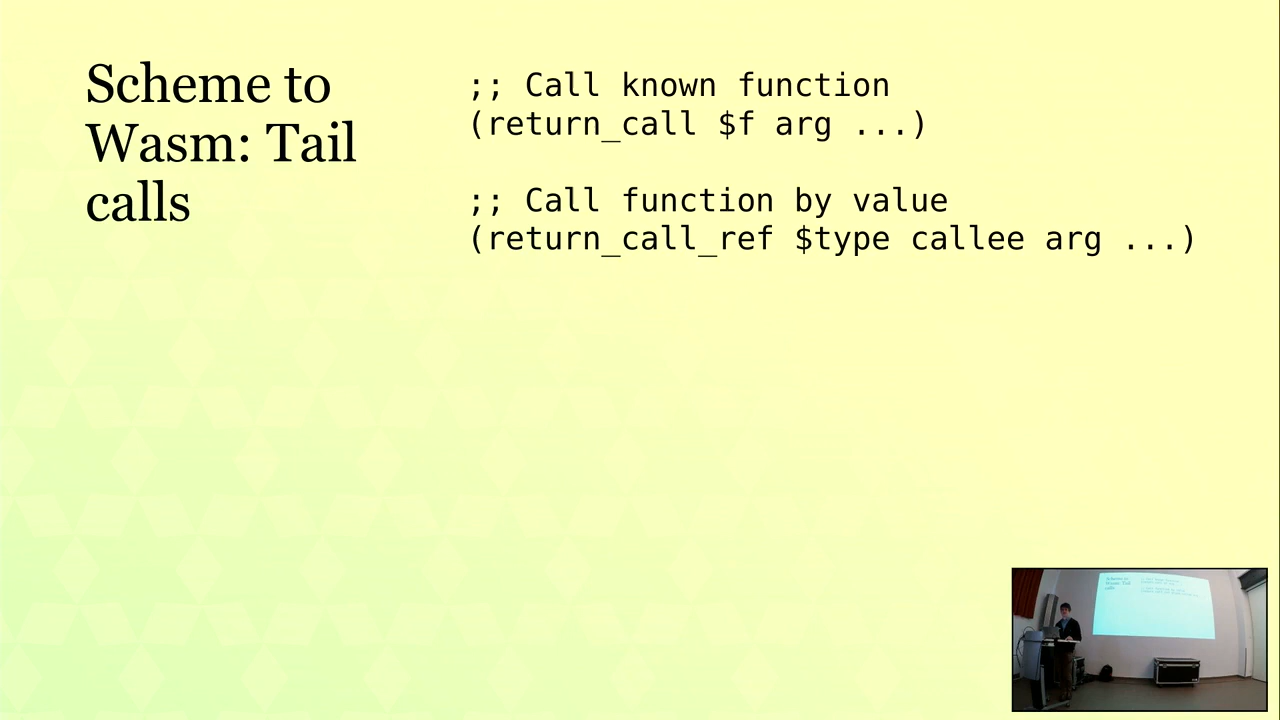 Scheme to
Wasm: Tail
calls
;; Call known function
(return_call $f arg ...)
;; Call function by value
(return_call_ref $type callee arg ...)